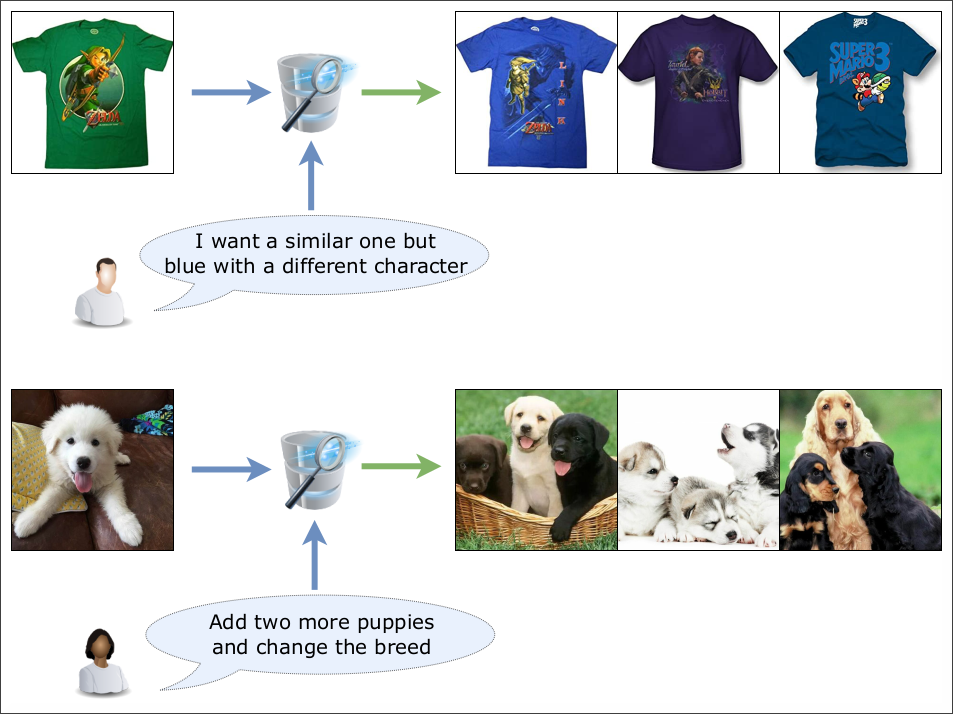 ZELDA
LINK
ZELDA
SUPER
MARIO 3
I want a similar one but
blue with a different character
Add two more puppies
and change the breed